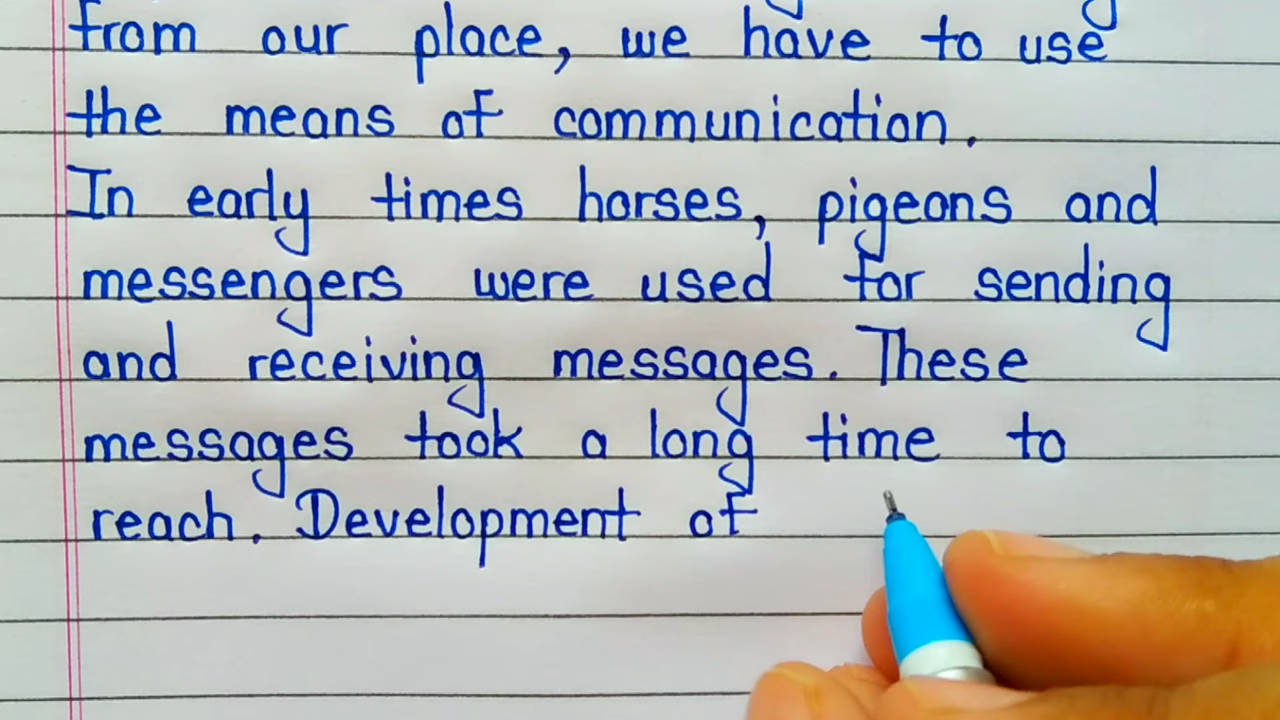 from our place, we have to use
the means of communication.
In early times horses, pigeons and
messengers were used for sending
and receiving messages. These
messages took a long time to
reach. Development of